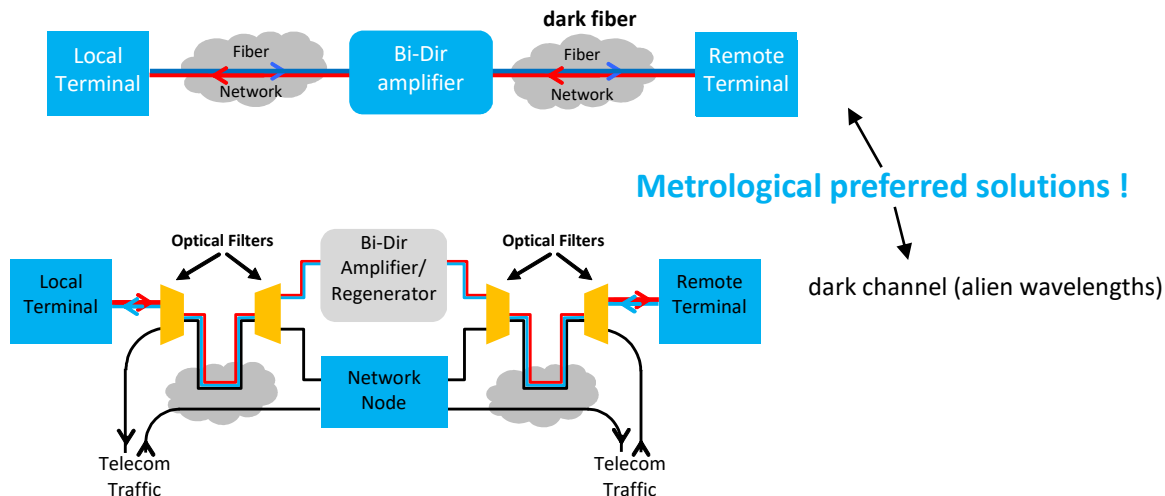 dark fiber
Local
Terminal
Fiber
Network
Bi-Dir
amplifier
Fiber
Network
Remote
Terminal
Metrological preferred solutions !
Optical Filters
Bi-Dir
Amplifier/
Regenerator
Optical Filters
Local
Terminal
Remote
Terminal
dark channel (alien wavelengths)
Network
Node
Telecom
Traffic
Telecom
Traffic